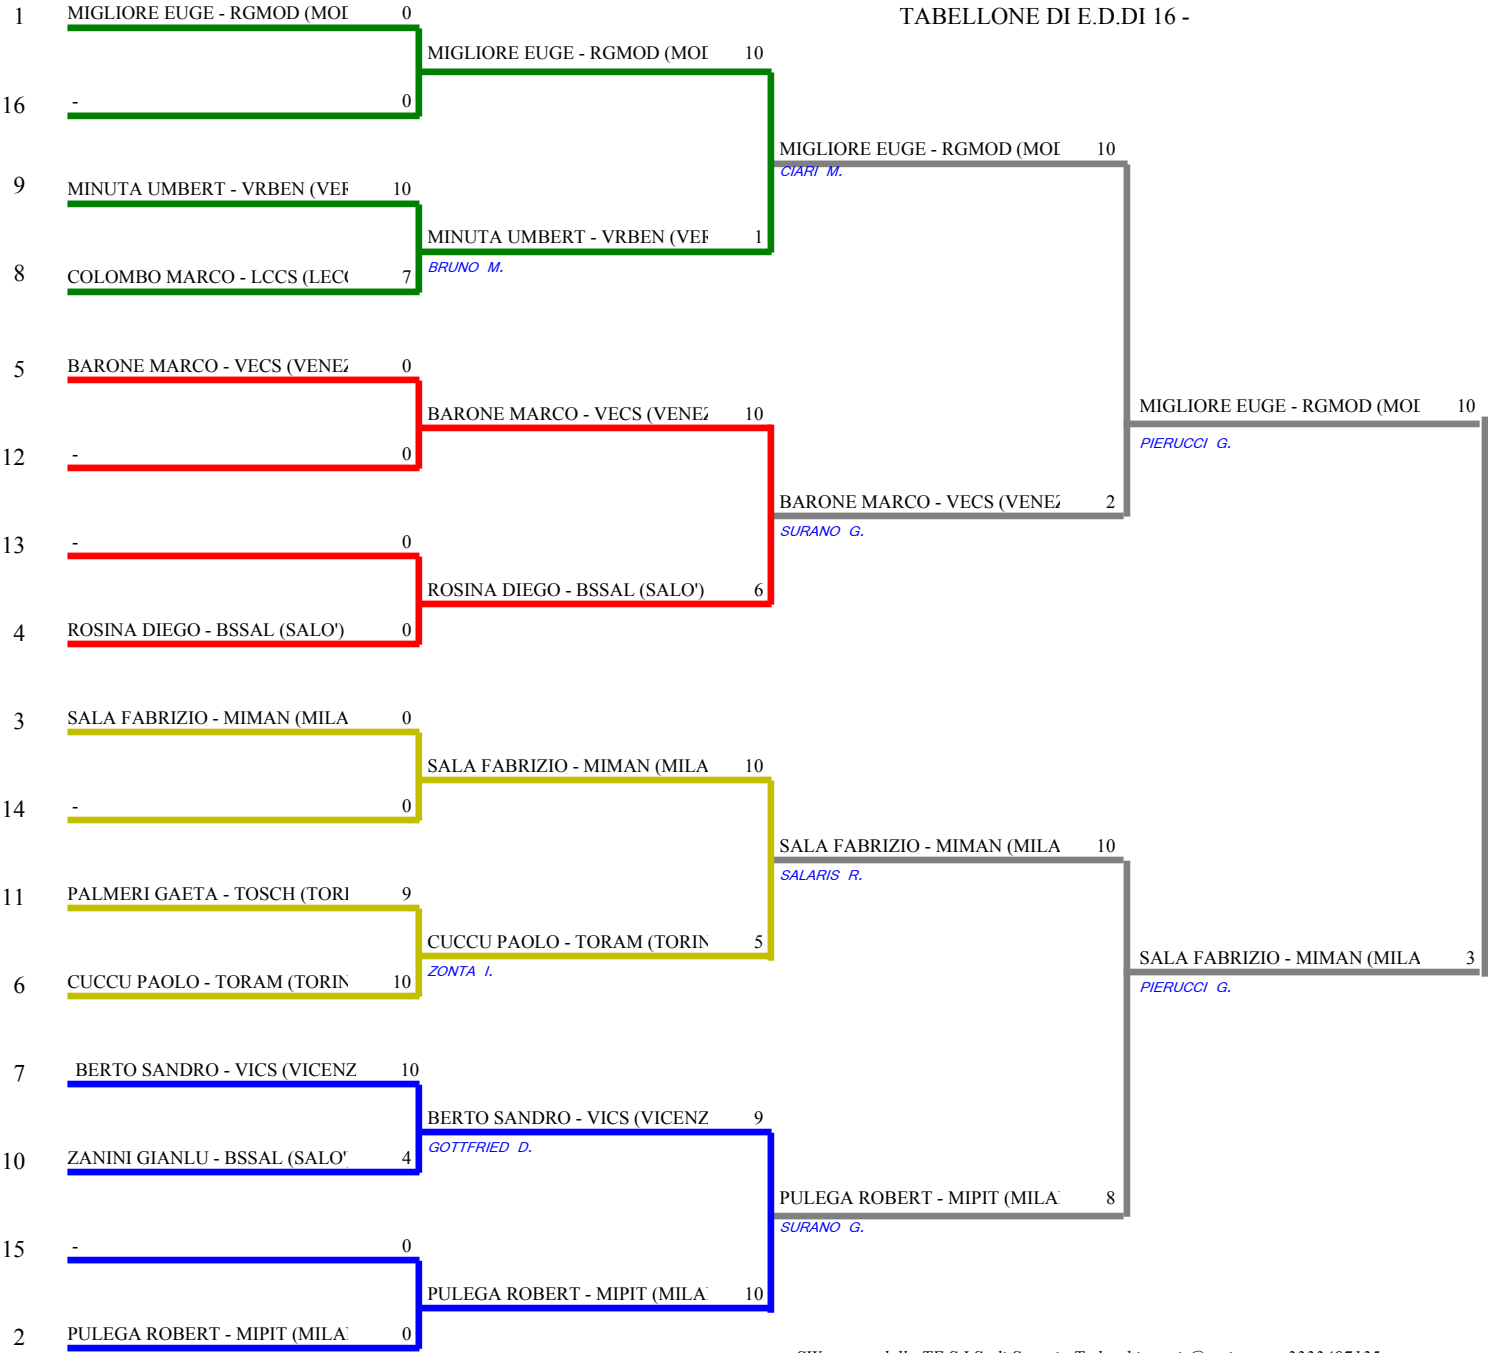 TABELLONE DI E.D.DI 16 -
1 MIGLIORE EUGE - RGMOD (MOI 0
16 - 0
9 MINUTA UMBERT - VRBEN (VER 10
8 COLOMBO MARCO - LCCS (LECC 7
5 BARONE MARCO - VECS (VENEZ 0
12 - 0
13 - 0
4 ROSINA DIEGO - BSSAL (SALO') 0
3 SALA FABRIZIO - MIMAN (MILA 0
14 - 0
11 PALMERI GAETA - TOSCH (TORI 9
6 CUCCU PAOLO - TORAM (TORIN 10
7 BERTO SANDRO - VICS (VICENZ 10
10 ZANINI GIANLU - BSSAL (SALO' 4
15 - 0
2 PULEGA ROBERT - MIPIT (MILA 0
MIGLIORE EUGE - RGMOD (MOI 10
MINUTA UMBERT - VRBEN (VER 1
BRUNO M.
BARONE MARCO - VECS (VENEZ 10
ROSINA DIEGO - BSSAL (SALO') 6
SALA FABRIZIO - MIMAN (MILA 10
CUCCU PAOLO - TORAM (TORIN 5
ZONTA I.
BERTO SANDRO - VICS (VICENZ 9
GOTTFRIED D.
PULEGA ROBERT - MIPIT (MILA 10
MIGLIORE EUGE - RGMOD (MOI 10
CIARI M.
BARONE MARCO - VECS (VENEZ 2
SURANO G.
SALA FABRIZIO - MIMAN (MILA 10
SALARIS R.
PULEGA ROBERT - MIPIT (MILA 8
SURANO G.
MIGLIORE EUGE - RGMOD (MOI 10
PIERUCCI G.
SALA FABRIZIO - MIMAN (MILA 3
PIERUCCI G.